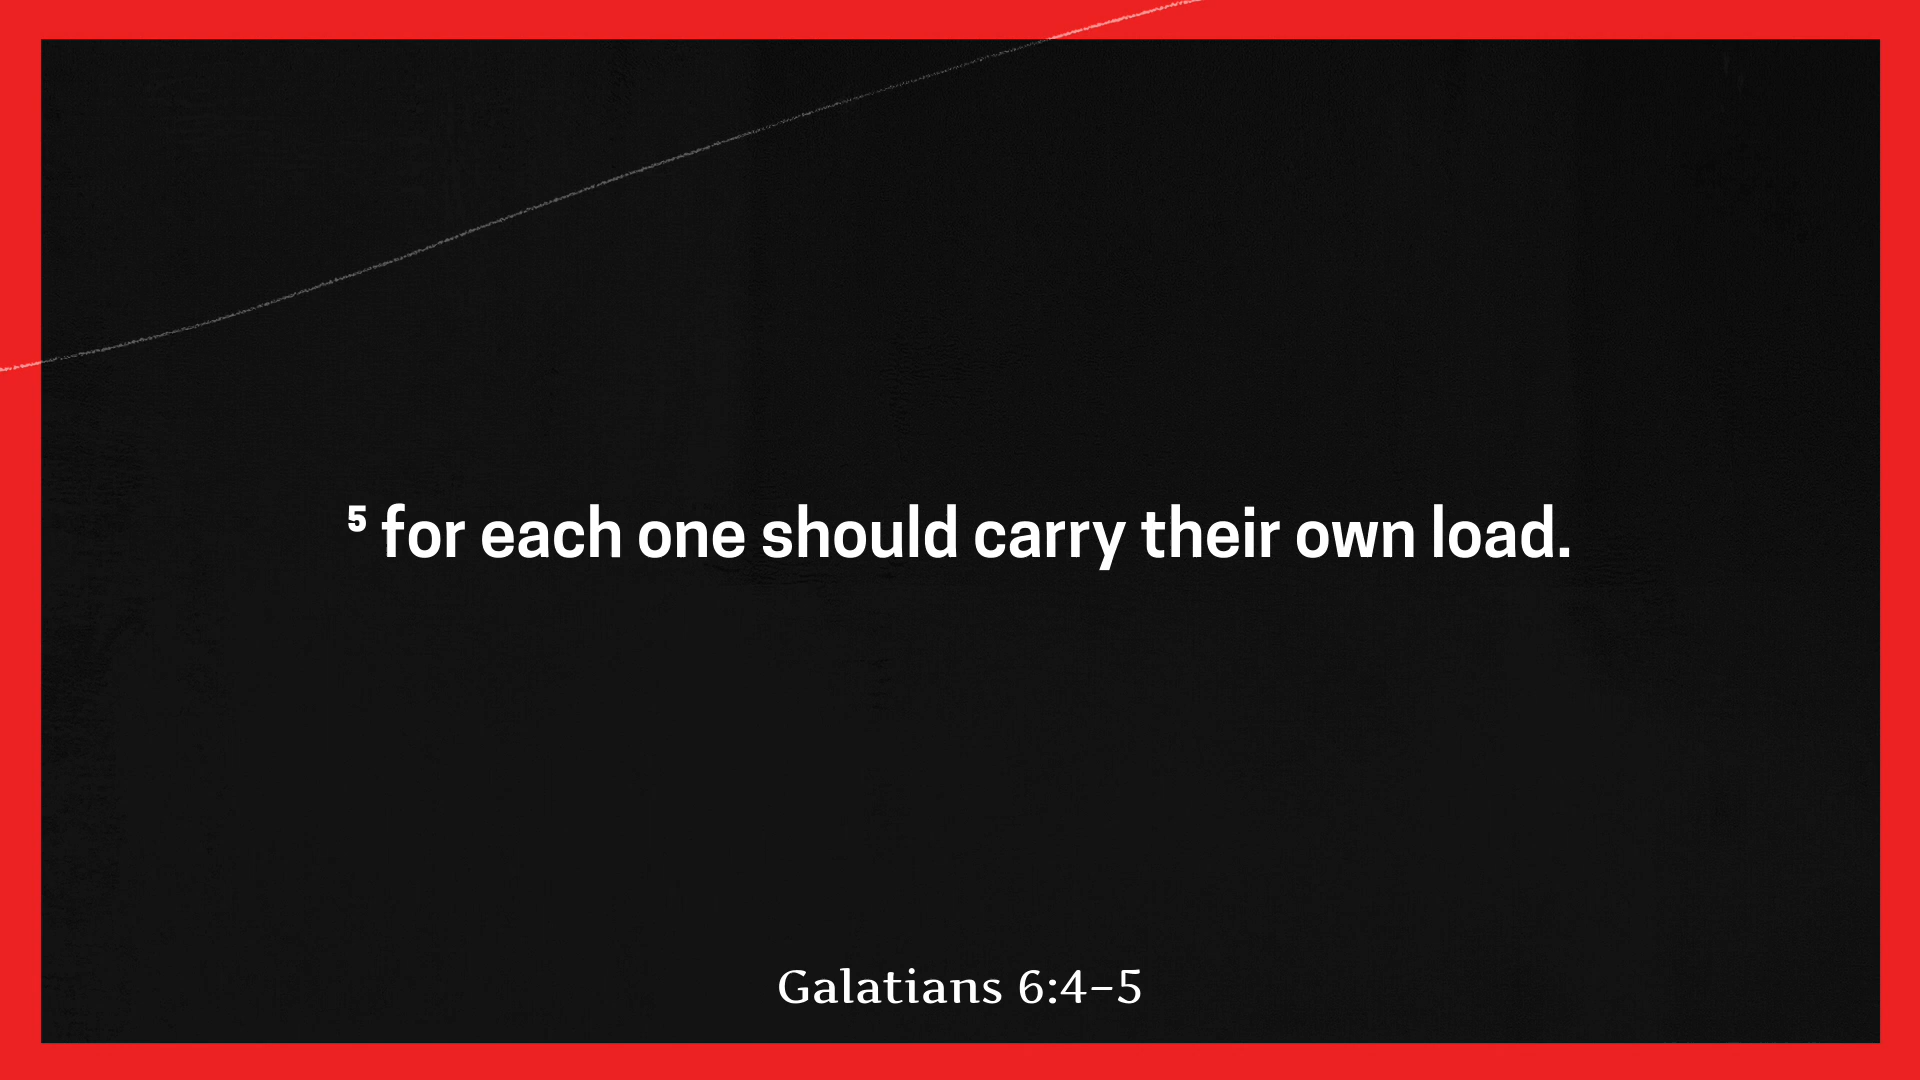 ⁵ for each one should carry their own load.
Galatians 6:4–5